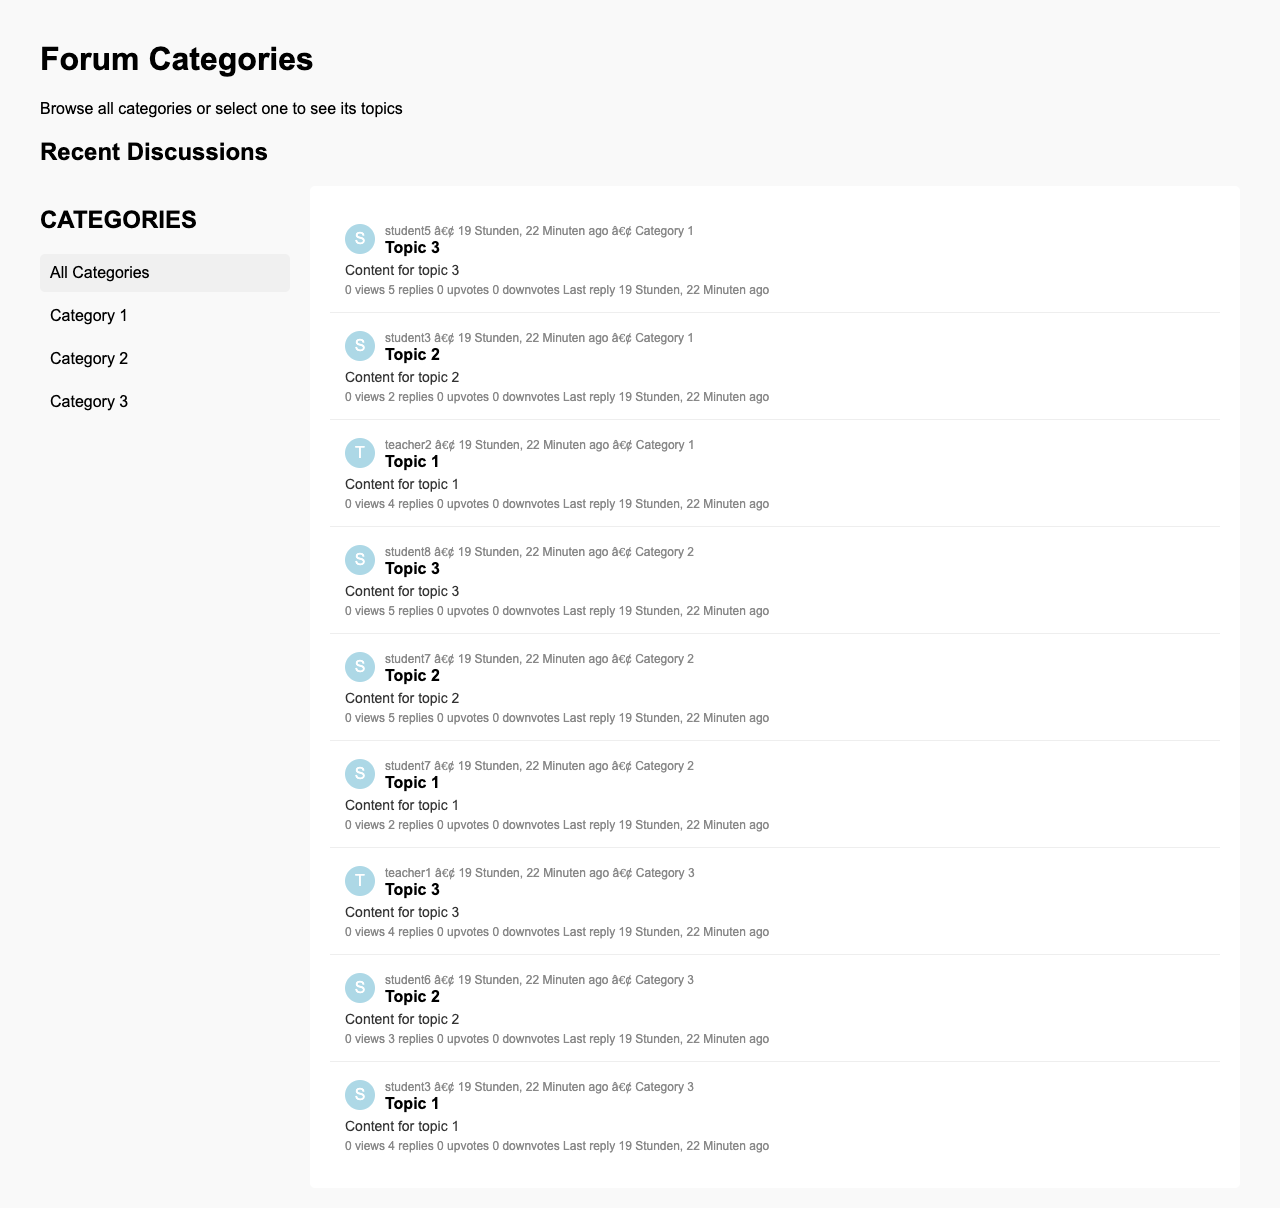 Forum Categories
Browse all categories or select one to see its topics
Recent Discussions
CATEGORIES
All Categories
Category 1
Category 2
Category 3
S
student5 â€¢ 19 Stunden, 22 Minuten ago â€¢ Category 1
Topic 3
Content for topic 3
0 views 5 replies 0 upvotes 0 downvotes Last reply 19 Stunden, 22 Minuten ago
S
student3 â€¢ 19 Stunden, 22 Minuten ago â€¢ Category 1
Topic 2
Content for topic 2
0 views 2 replies 0 upvotes 0 downvotes Last reply 19 Stunden, 22 Minuten ago
T
teacher2 â€¢ 19 Stunden, 22 Minuten ago â€¢ Category 1
Topic 1
Content for topic 1
0 views 4 replies 0 upvotes 0 downvotes Last reply 19 Stunden, 22 Minuten ago
S
student8 â€¢ 19 Stunden, 22 Minuten ago â€¢ Category 2
Topic 3
Content for topic 3
0 views 5 replies 0 upvotes 0 downvotes Last reply 19 Stunden, 22 Minuten ago
S
student7 â€¢ 19 Stunden, 22 Minuten ago â€¢ Category 2
Topic 2
Content for topic 2
0 views 5 replies 0 upvotes 0 downvotes Last reply 19 Stunden, 22 Minuten ago
S
student7 â€¢ 19 Stunden, 22 Minuten ago â€¢ Category 2
Topic 1
Content for topic 1
0 views 2 replies 0 upvotes 0 downvotes Last reply 19 Stunden, 22 Minuten ago
T
teacher1 â€¢ 19 Stunden, 22 Minuten ago â€¢ Category 3
Topic 3
Content for topic 3
0 views 4 replies 0 upvotes 0 downvotes Last reply 19 Stunden, 22 Minuten ago
S
student6 â€¢ 19 Stunden, 22 Minuten ago â€¢ Category 3
Topic 2
Content for topic 2
0 views 3 replies 0 upvotes 0 downvotes Last reply 19 Stunden, 22 Minuten ago
S
student3 â€¢ 19 Stunden, 22 Minuten ago â€¢ Category 3
Topic 1
Content for topic 1
0 views 4 replies 0 upvotes 0 downvotes Last reply 19 Stunden, 22 Minuten ago